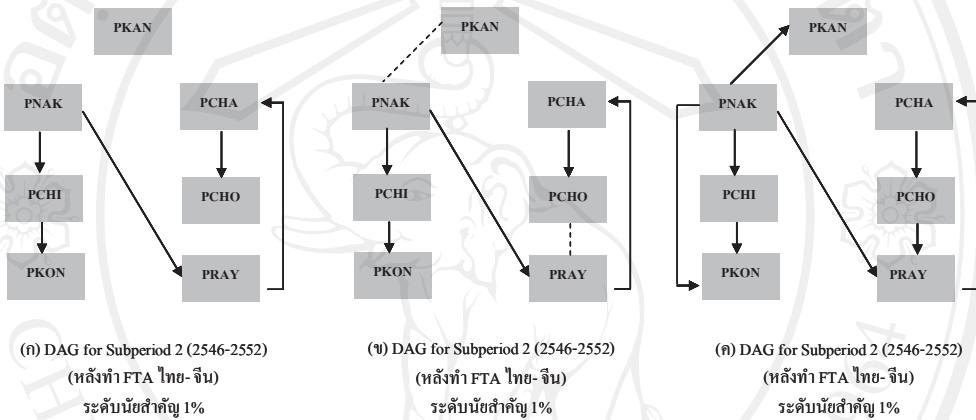 PKAN
PNAK
PCHA
PCHI
PCHO
PKON
PRAY
(ก) DAG for Subperiod 2 (2546-2552)
(หลังทำ FTA ไทย- จีน)
ระดับนัยสำคัญ 1%
PKAN
PNAK
PCHA
PCHI
PCHO
PKON
PRAY
(ข) DAG for Subperiod 2 (2546-2552)
(หลังทำ FTA ไทย- จีน)
ระดับนัยสำคัญ 1%
PKAN
PNAK
PCHA
PCHI
PCHO
PKON
PRAY
(ค) DAG for Subperiod 2 (2546-2552)
(หลังทำ FTA ไทย- จีน)
ระดับนัยสำคัญ 1%